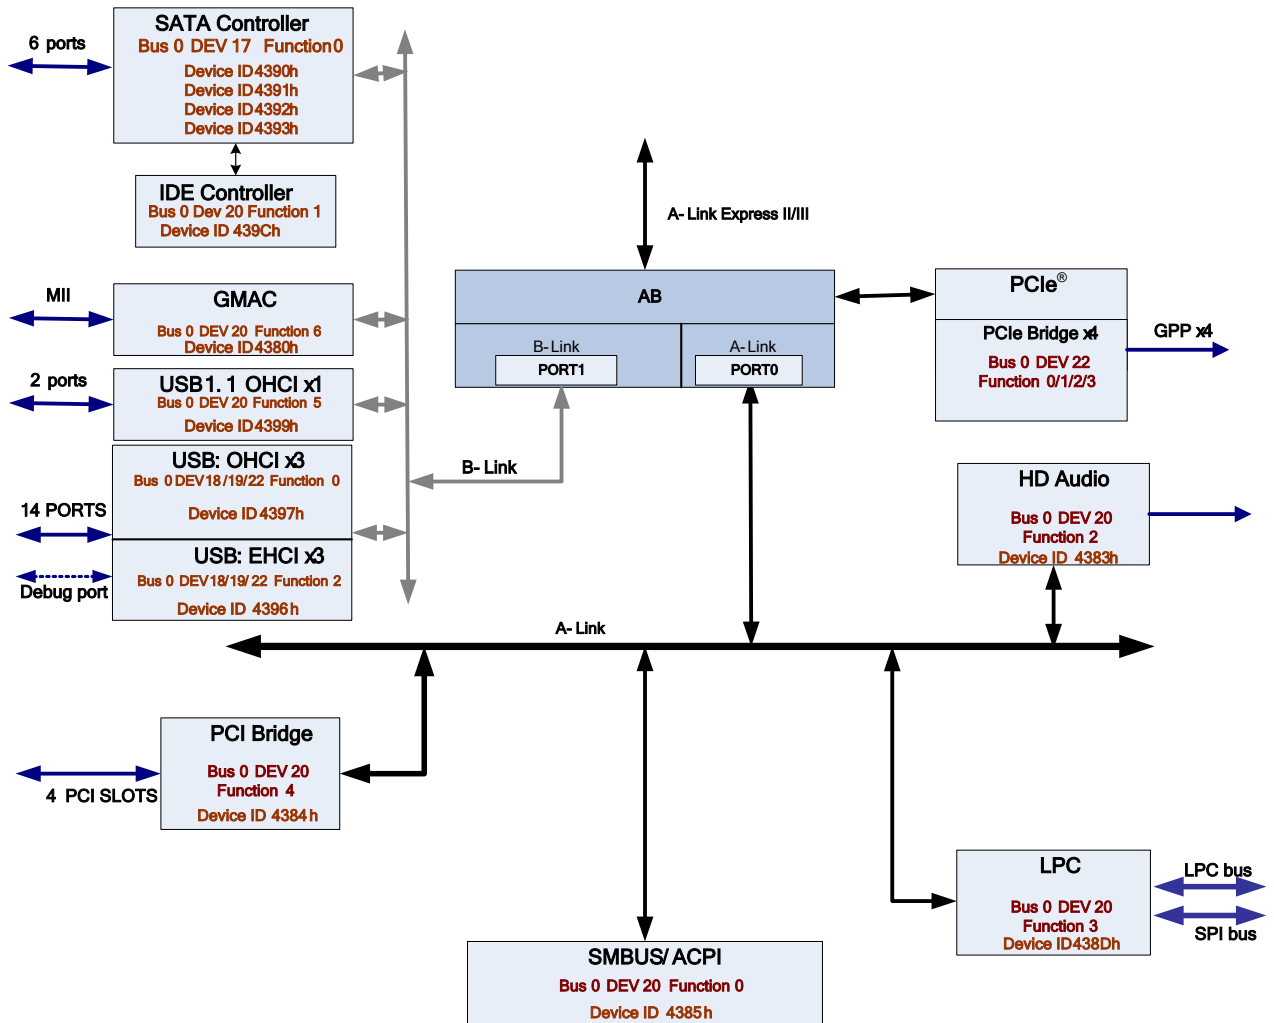 SATA Controller
Bus 0 DEV 17 Function 0
Device ID 4390h
Device ID 4391h
Device ID 4392h
Device ID 4393h
6 ports
IDE Controller
Bus 0 Dev 20 Function 1
Device ID 439Ch
A- Link Express II/III
MII
GMAC
Bus 0 DEV 20 Function 6
Device ID 4380h
AB
B- Link
PORT1
A- Link
PORT0
PCIe®
PCIe Bridge x4
Bus 0 DEV 22
Function 0/1/2/3
GPP x4
2 ports
USB1. 1 OHCI x1
Bus 0 DEV 20 Function 5
Device ID 4399h
USB: OHCI x3
Bus 0 DEV 18 /19/22 Function 0
Device ID 4397h
14 PORTS
B- Link
USB: EHCI x3
Bus 0 DEV 18/19/ 22 Function 2
Device ID 4396 h
Debug port
HD Audio
Bus 0 DEV 20
Function 2
Device ID 4383h
A- Link
PCI Bridge
Bus 0 DEV 20
Function 4
Device ID 4384 h
4 PCI SLOTS
LPC
Bus 0 DEV 20
Function 3
Device ID 438Dh
LPC bus
SPI bus
SMBUS/ ACPI
Bus 0 DEV 20 Function 0
Device ID 4385h